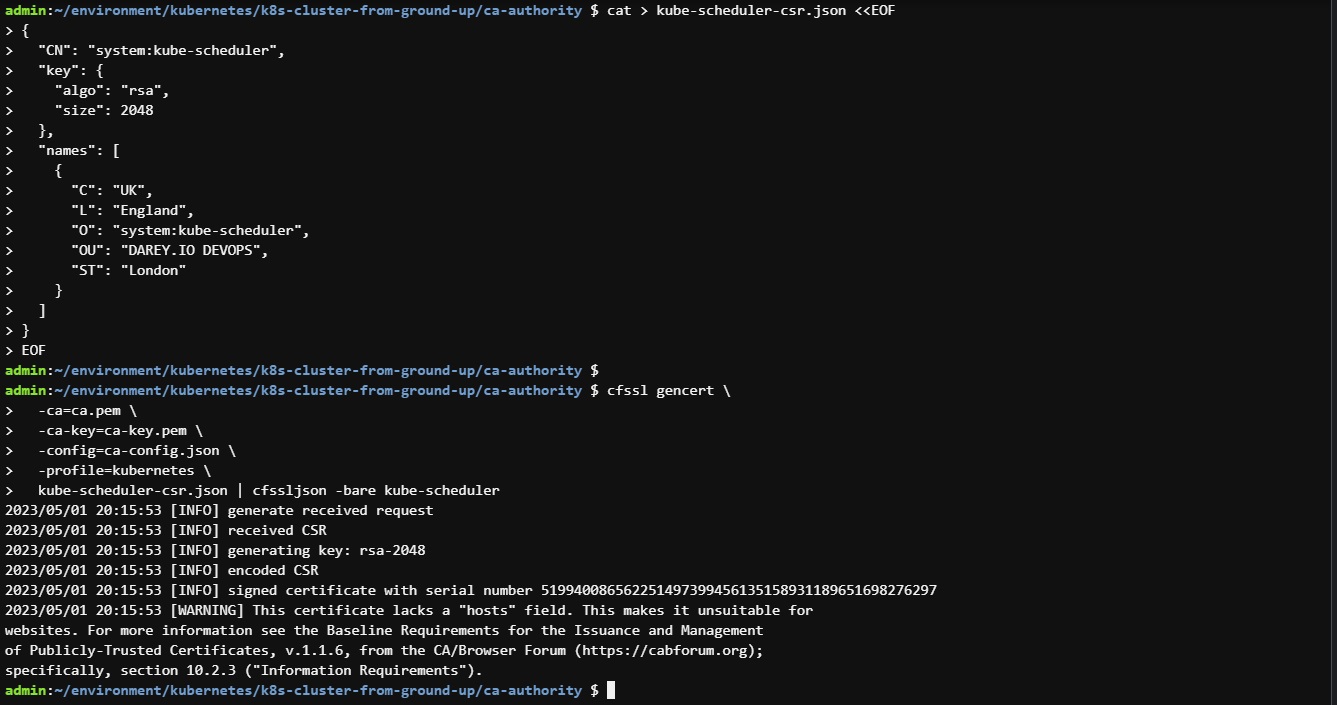 admin:~/environment/kubernetes/k8s-cluster-from-ground-up/ca-authority $ cat > kube-scheduler-csr.json <<EOF
> {
>   "CN": "system:kube-scheduler",
>   "key": {
>     "algo": "rsa",
>     "size": 2048
>   },
>   "names": [
>     {
>       "C": "UK",
>       "L": "England",
>       "O": "system:kube-scheduler",
>       "OU": "DAREY.IO DEVOPS",
>       "ST": "London"
>     }
>   ]
> }
> EOF
admin:~/environment/kubernetes/k8s-cluster-from-ground-up/ca-authority $
admin:~/environment/kubernetes/k8s-cluster-from-ground-up/ca-authority $ cfssl gencert \
>   -ca=ca.pem \
>   -ca-key=ca-key.pem \
>   -config=ca-config.json \
>   -profile=kubernetes \
>   kube-scheduler-csr.json | cfssljson -bare kube-scheduler
2023/05/01 20:15:53 [INFO] generate received request
2023/05/01 20:15:53 [INFO] received CSR
2023/05/01 20:15:53 [INFO] generating key: rsa-2048
2023/05/01 20:15:53 [INFO] encoded CSR
2023/05/01 20:15:53 [INFO] signed certificate with serial number 519940086562251497399456135158931189651698276297
2023/05/01 20:15:53 [WARNING] This certificate lacks a "hosts" field. This makes it unsuitable for
websites. For more information see the Baseline Requirements for the Issuance and Management
of Publicly-Trusted Certificates, v.1.1.6, from the CA/Browser Forum (https://cabforum.org);
specifically, section 10.2.3 ("Information Requirements").
admin:~/environment/kubernetes/k8s-cluster-from-ground-up/ca-authority $